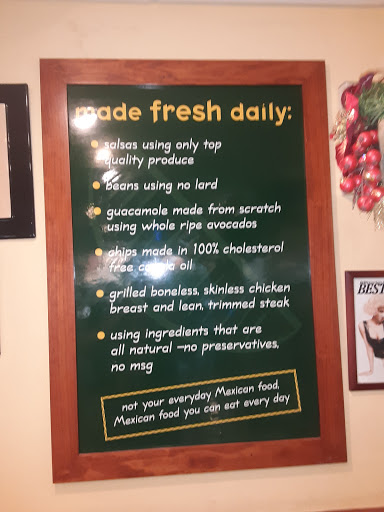 made fresh daily:
salsas using only top
quality produce
beans using no lard
guacamole made from scratch
using whole ripe avocados
chips made in 100% cholesterol
free canola oil
grilled boneless, skinless chicken
breast and lean, trimmed steak
using ingredients that are
all natural –no preservatives,
no msg
not your everyday Mexican food.
Mexican food you can eat every day
BEST